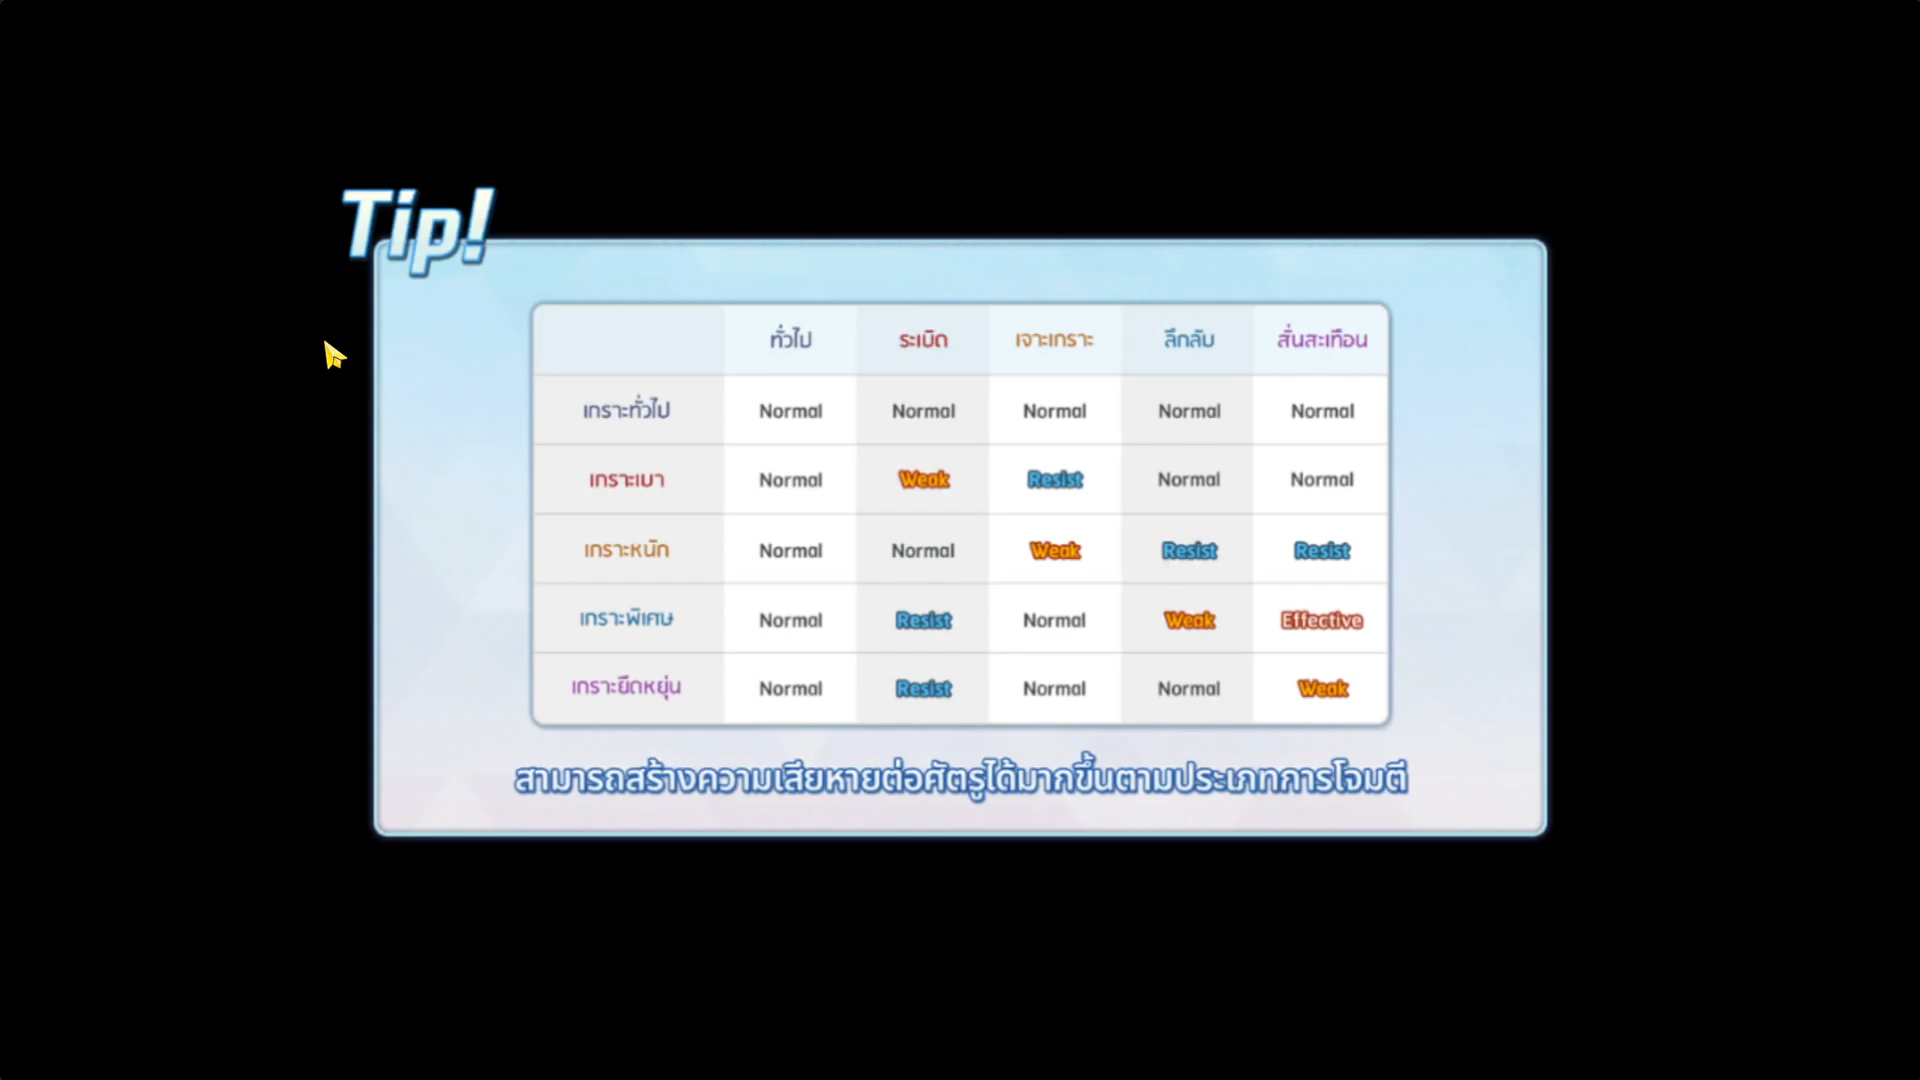 Tip!
ทั่วไป ระเบิด เจาะเกราะ ลึกลับ สั่นสะเทือน
เกราะทั่วไป Normal Normal Normal Normal Normal
เกราะเบา Normal Weak Resist Normal Normal
เกราะหนัก Normal Normal Weak Resist Resist
เกราะพิเศษ Normal Resist Normal Weak Effective
เกราะยืดหยุ่น Normal Resist Normal Normal Weak
สามารถสร้างความเสียหายต่อศัตรูได้มากขึ้นตามประเภทการโจมตี